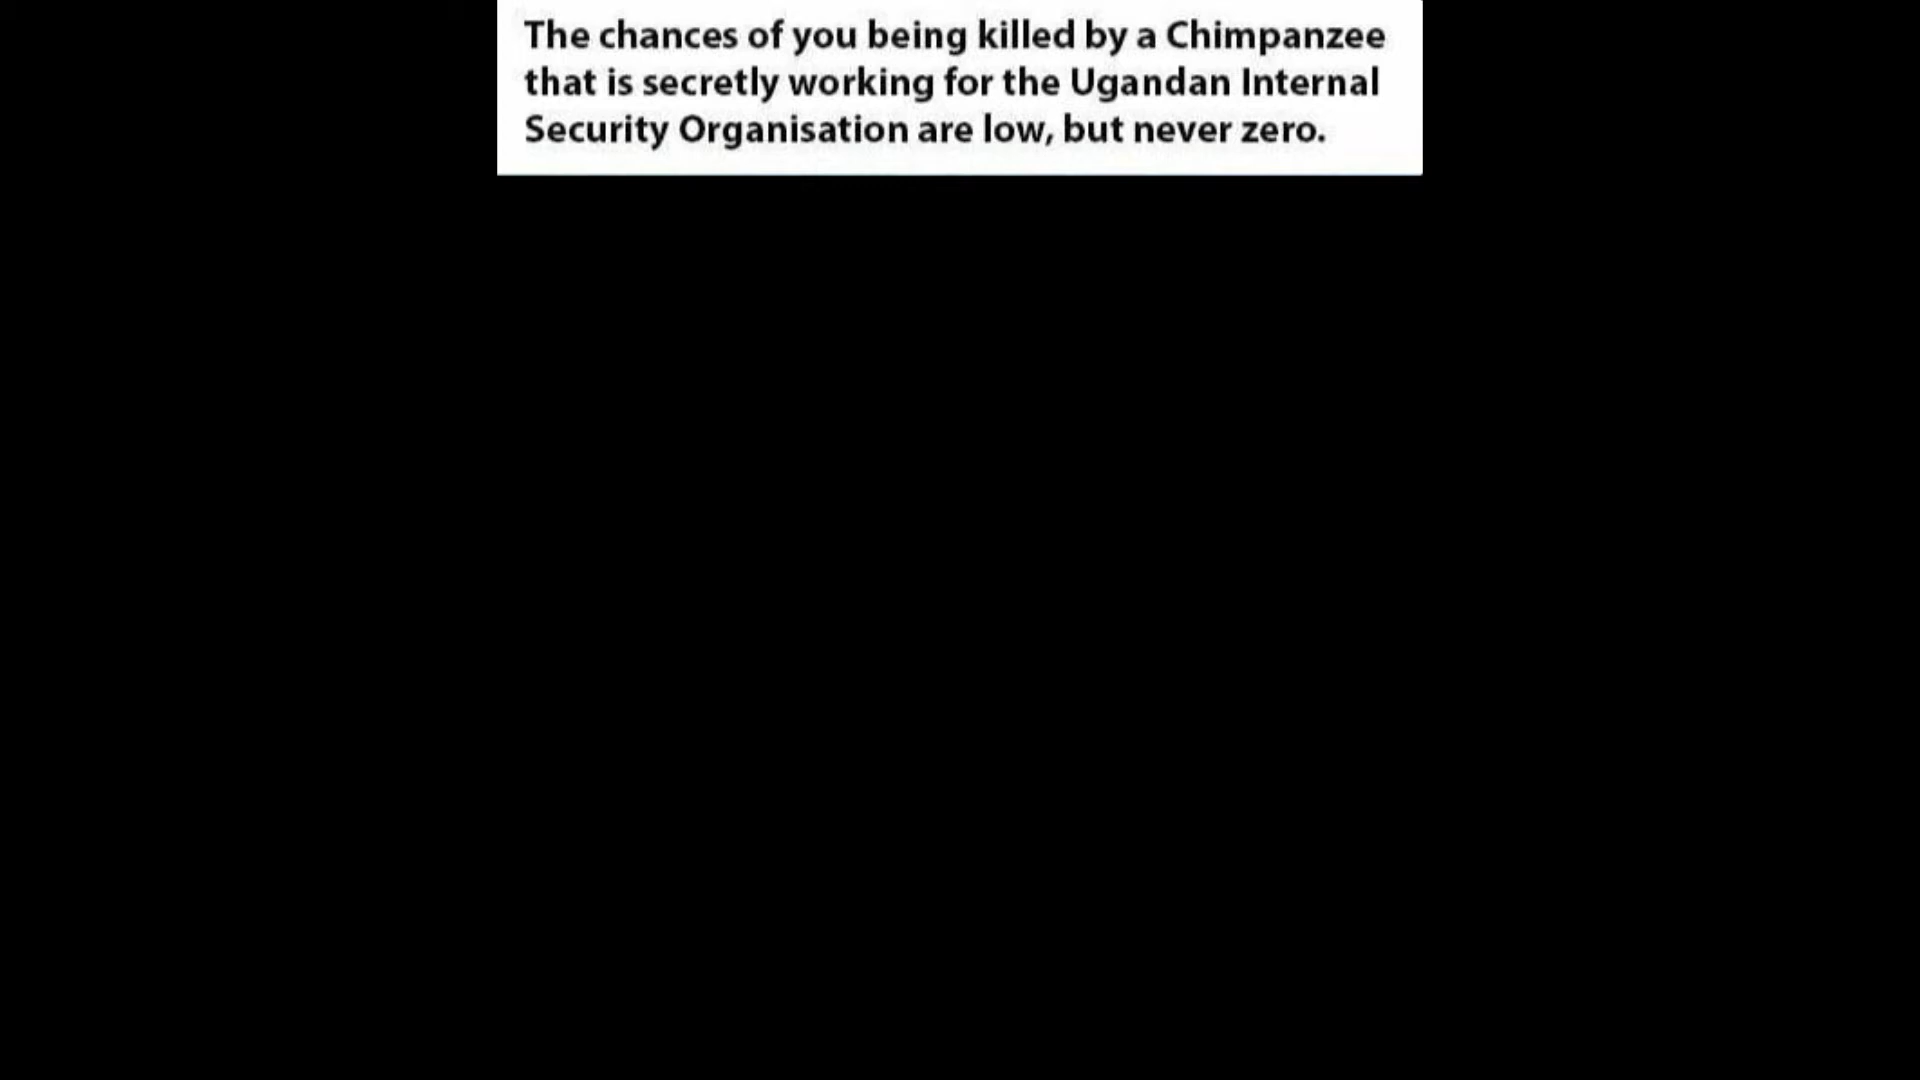 The chances of you being killed by a Chimpanzee
that is secretly working for the Ugandan Internal
Security Organisation are low, but never zero.